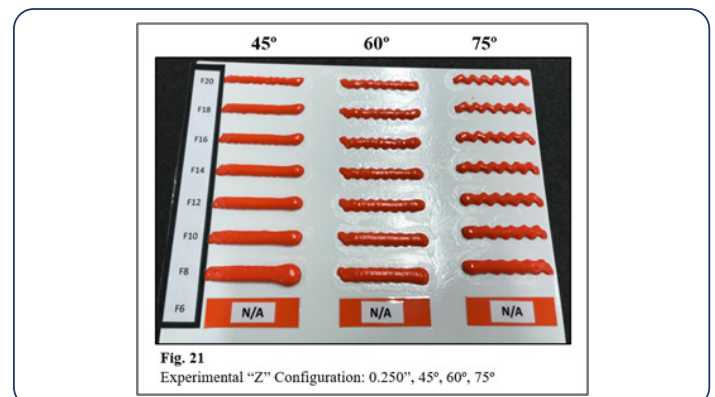 45º 60º 75º
F20
F18
F16
F14
F12
F10
F8
F6 N/A N/A N/A
Fig. 21
Experimental “Z” Configuration: 0.250”, 45º, 60º, 75º